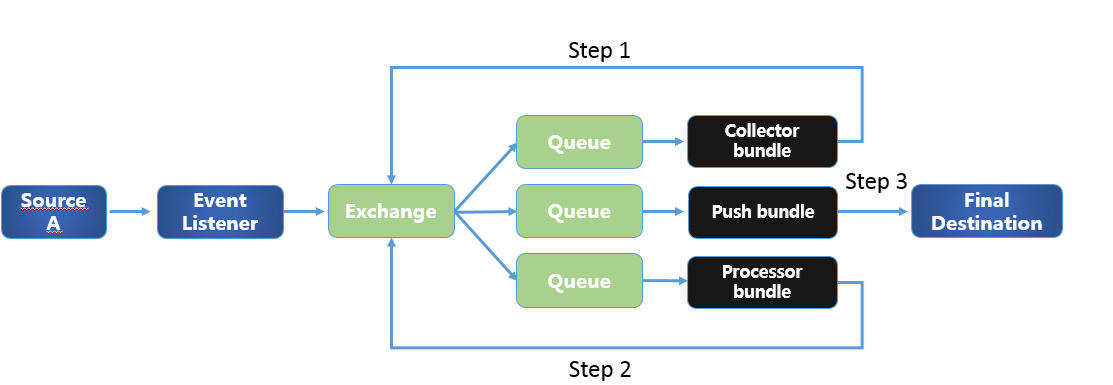 Step 1
Queue
Collector
bundle
Step 3
Source
A
Event
Listener
Exchange
Queue
Push bundle
Final
Destination
Queue
Processor
bundle
Step 2